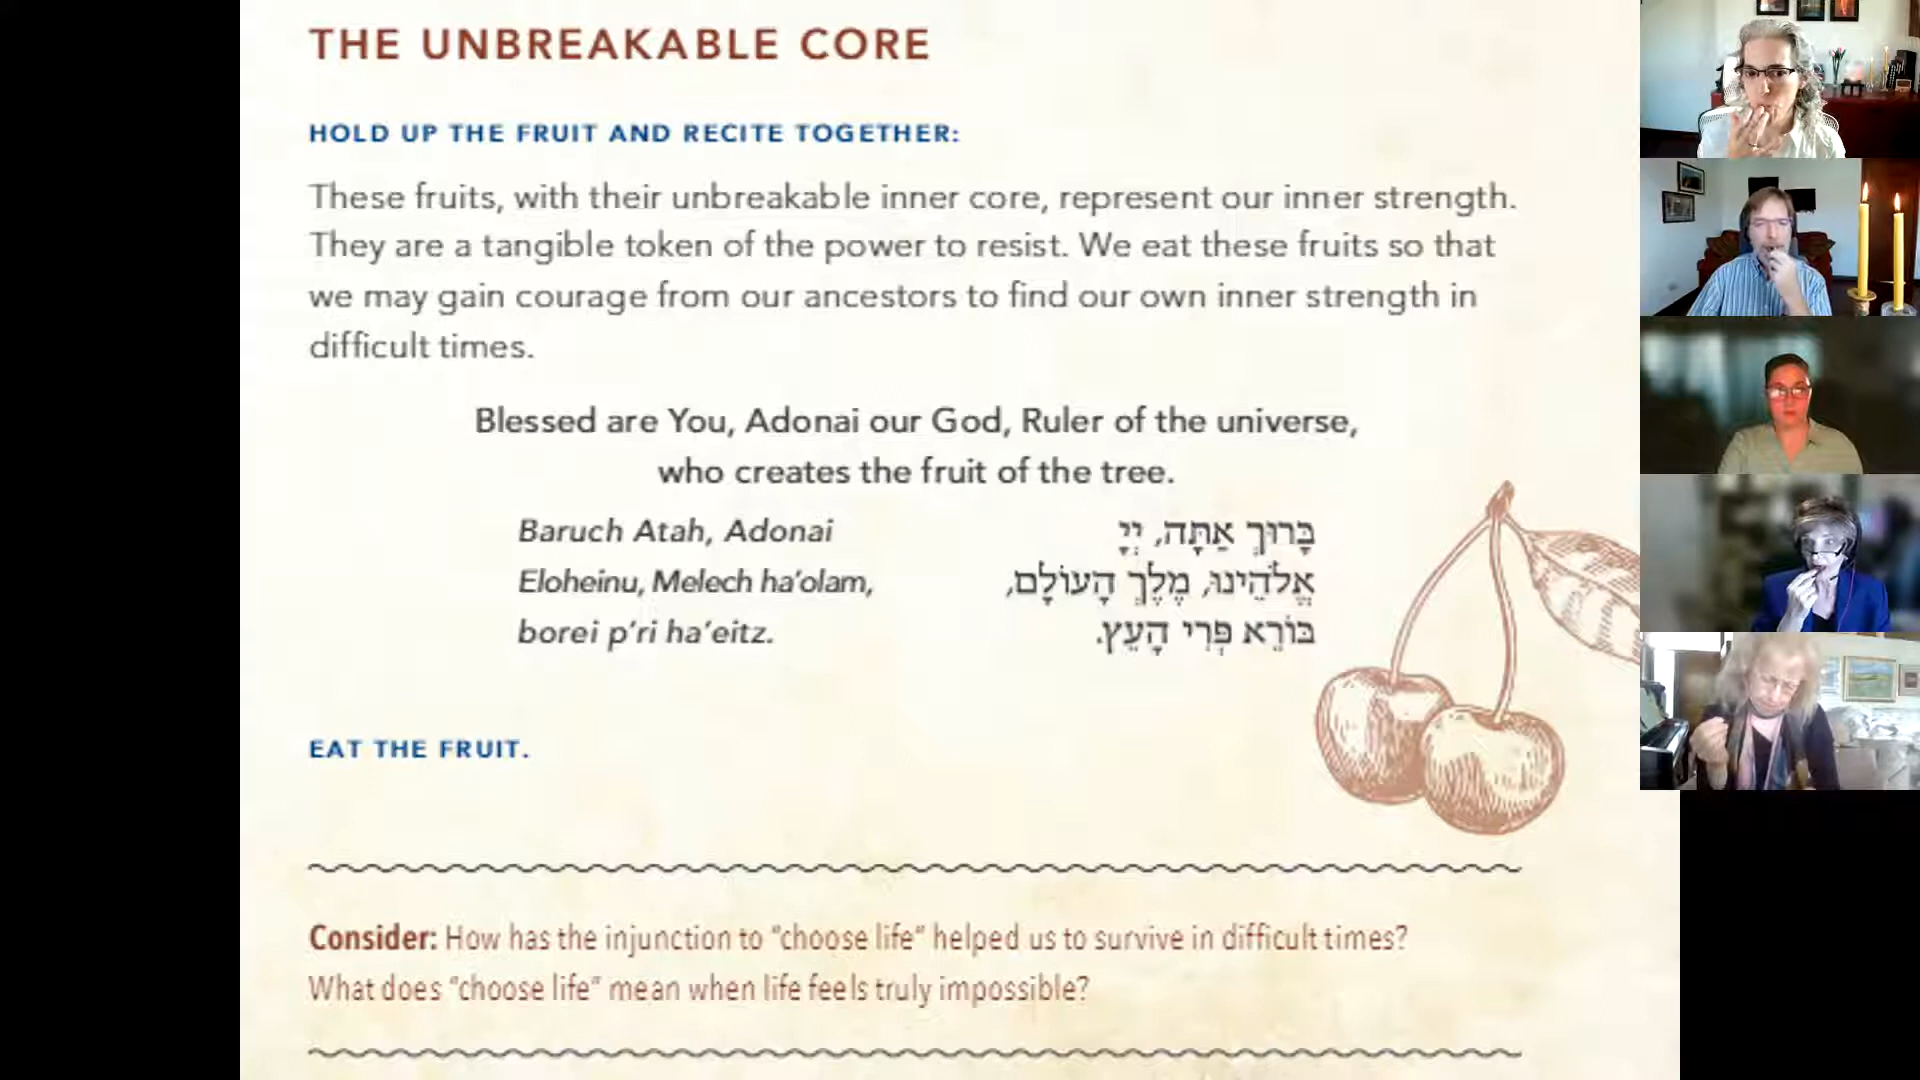 THE UNBREAKABLE CORE
HOLD UP THE FRUIT AND RECITE TOGETHER:
These fruits, with their unbreakable inner core, represent our inner strength.
They are a tangible token of the power to resist. We eat these fruits so that
we may gain courage from our ancestors to find our own inner strength in
difficult times.
Blessed are You, Adonai our God, Ruler of the universe,
who creates the fruit of the tree.
Baruch Atah, Adonai
Eloheinu, Melech ha’olam,
borei p’ri ha’eitz.
בָּרוּךְ אַתָּה, יְיָ
אֱלֹהֵינוּ, מֶלֶךְ הָעוֹלָם,
בּוֹרֵא פְּרִי הָעֵץ.
EAT THE FRUIT.
Consider: How has the injunction to “choose life” helped us to survive in difficult times?
What does “choose life” mean when life feels truly impossible?